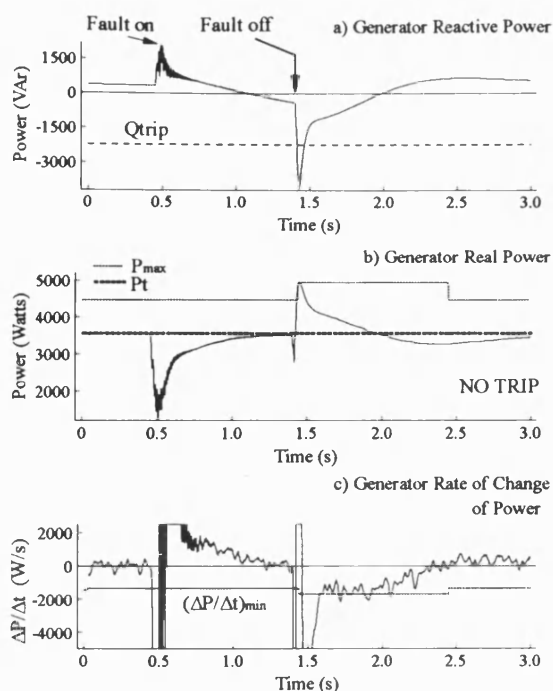 a) Generator Reactive Power
Fault on
Fault off
Power (VAr)
1500
0
-1500
-3000
Qtrip
0 0.5 1.0 1.5 2.0 2.5 3.0
Time (s)
b) Generator Real Power
Pmax
Pt
Power (Watts)
5000
4000
3000
2000
NO TRIP
0 0.5 1.0 1.5 2.0 2.5 3.0
Time (s)
c) Generator Rate of Change
of Power
ΔP/Δt (W/s)
2000
0
-2000
-4000
(ΔP/Δt)min
0 0.5 1.0 1.5 2.0 2.5 3.0
Time (s)